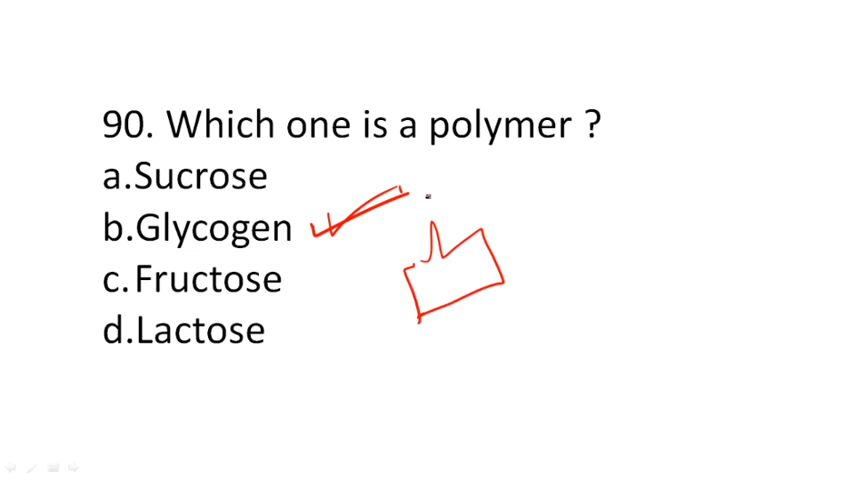 90. Which one is a polymer ?
a.Sucrose
b.Glycogen
c.Fructose
d.Lactose